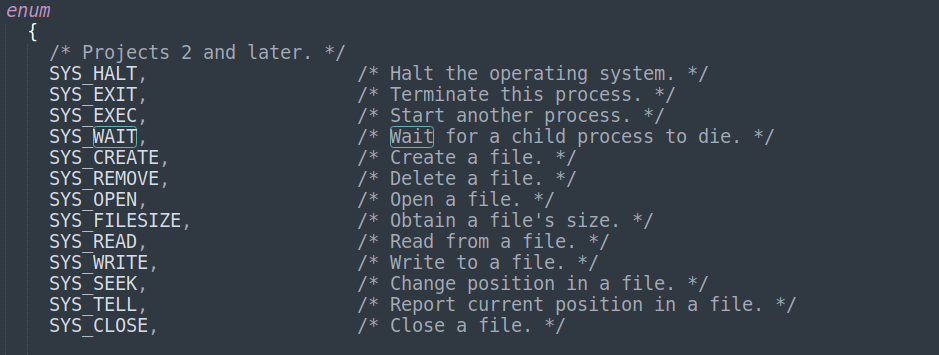 enum
{
/* Projects 2 and later. */
SYS_HALT, /* Halt the operating system. */
SYS_EXIT, /* Terminate this process. */
SYS_EXEC, /* Start another process. */
SYS_WAIT, /* Wait for a child process to die. */
SYS_CREATE, /* Create a file. */
SYS_REMOVE, /* Delete a file. */
SYS_OPEN, /* Open a file. */
SYS_FILESIZE, /* Obtain a file's size. */
SYS_READ, /* Read from a file. */
SYS_WRITE, /* Write to a file. */
SYS_SEEK, /* Change position in a file. */
SYS_TELL, /* Report current position in a file. */
SYS_CLOSE, /* Close a file. */